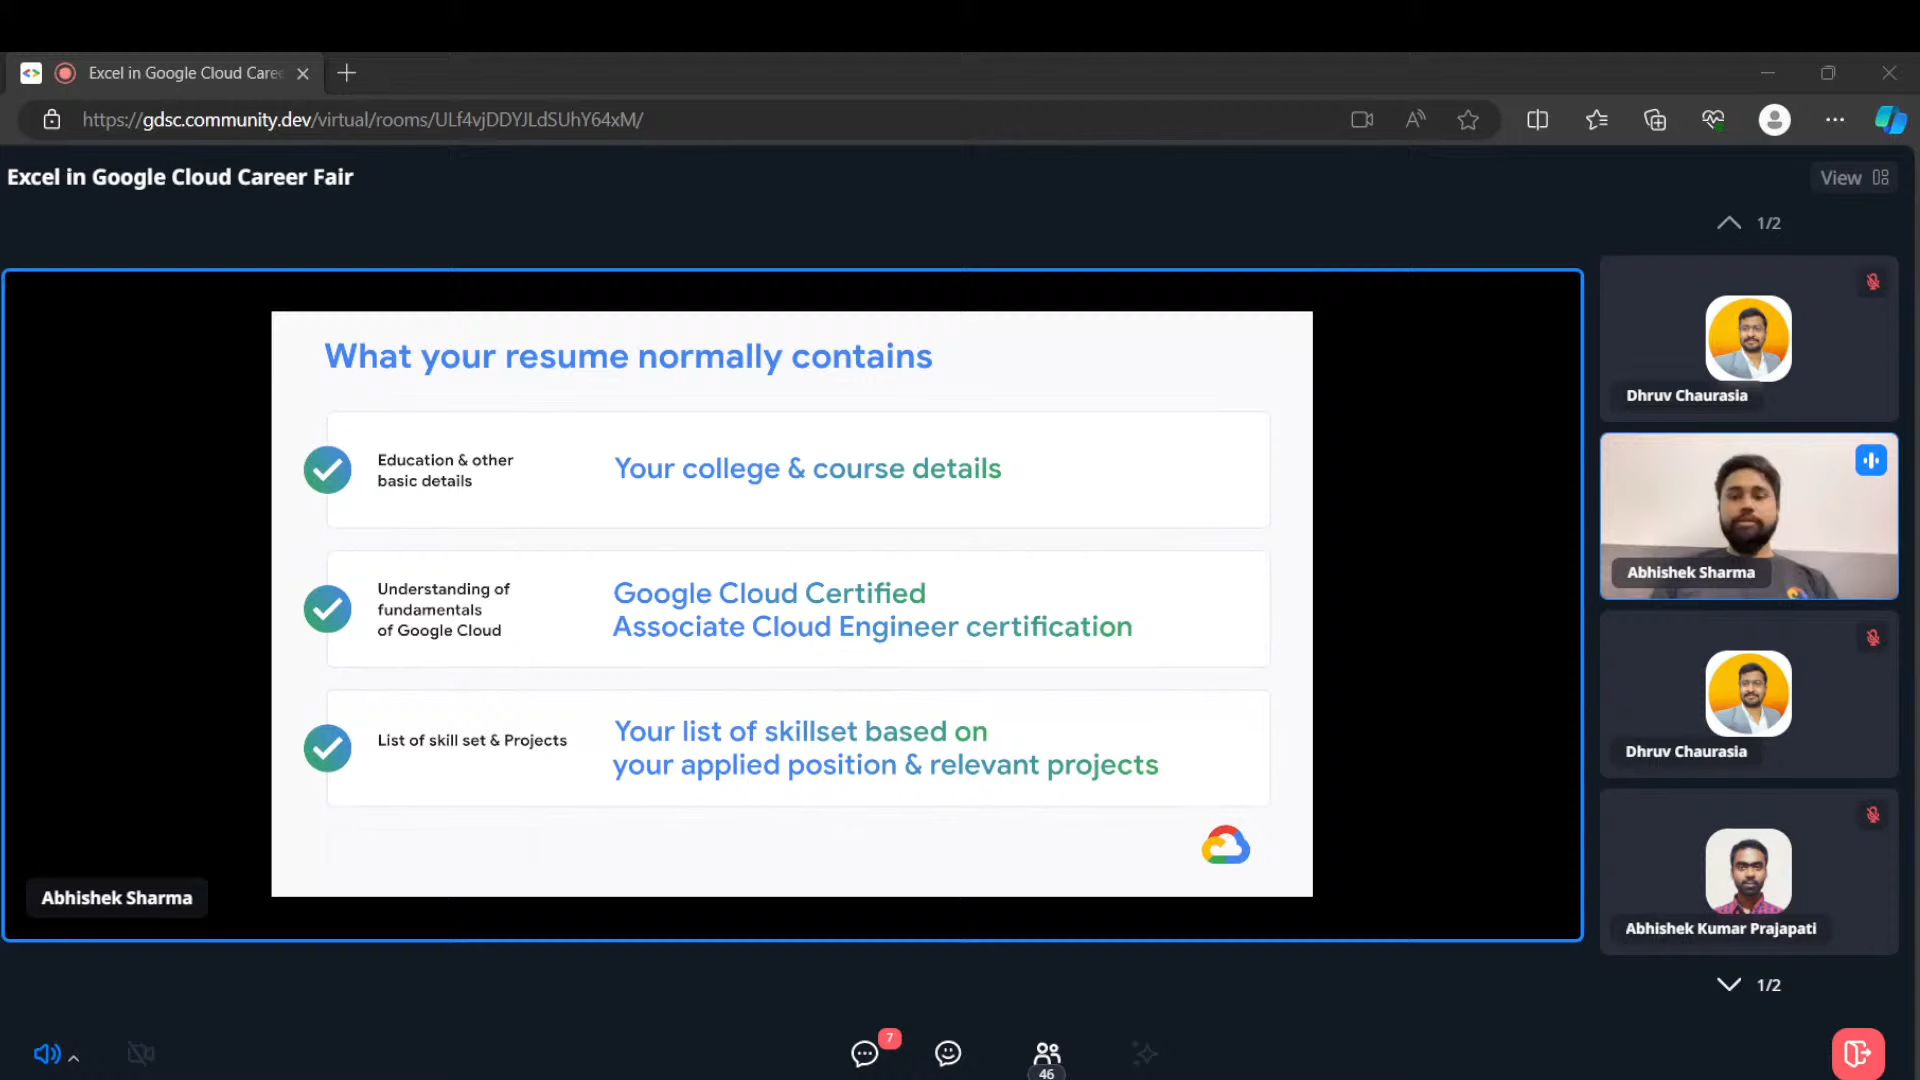 Excel in Google Cloud Caree
https://gdsc.community.dev/virtual/rooms/ULf4vjDDYJLdSUhY64xM/
Excel in Google Cloud Career Fair
View
1/2
What your resume normally contains
Education & other
basic details
Your college & course details
Understanding of
fundamentals
of Google Cloud
Google Cloud Certified
Associate Cloud Engineer certification
List of skill set & Projects
Your list of skillset based on
your applied position & relevant projects
Abhishek Sharma
Dhruv Chaurasia
Abhishek Sharma
Dhruv Chaurasia
Abhishek Kumar Prajapati
1/2
7
46